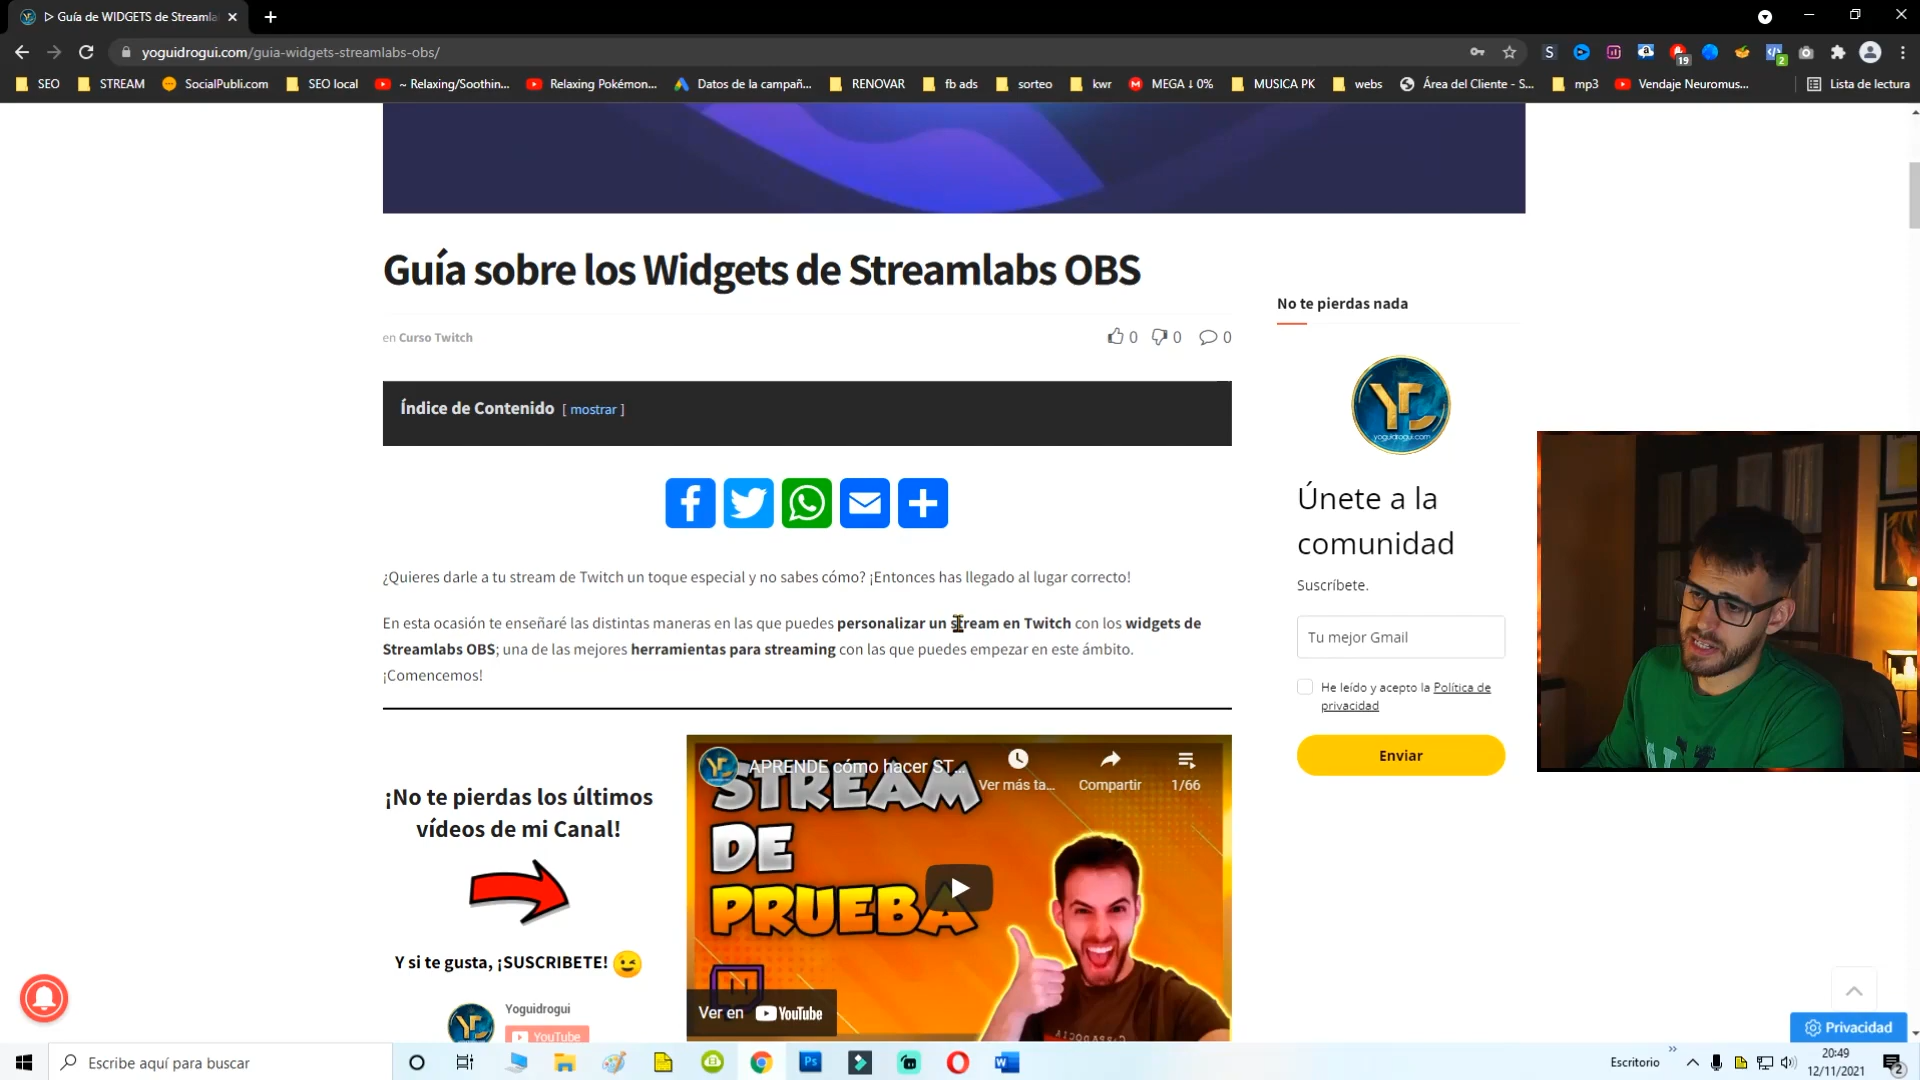 ▷ Guía de WIDGETS de Streamla
yoguidrogui.com/guia-widgets-streamlabs-obs/
19
2
SEO
STREAM
SocialPubli.com
SEO local
~ Relaxing/Soothin...
Relaxing Pokémon...
Datos de la campañ...
RENOVAR
fb ads
sorteo
kwr
MEGA ↓ 0%
MUSICA PK
webs
Área del Cliente - S...
mp3
Vendaje Neuromus...
Lista de lectura
Guía sobre los Widgets de Streamlabs OBS
en Curso Twitch
0
0
0
Índice de Contenido [ mostrar ]
¿Quieres darle a tu stream de Twitch un toque especial y no sabes cómo? ¡Entonces has llegado al lugar correcto!
En esta ocasión te enseñaré las distintas maneras en las que puedes personalizar un stream en Twitch con los widgets de
Streamlabs OBS; una de las mejores herramientas para streaming con las que puedes empezar en este ámbito.
¡Comencemos!
No te pierdas nada
yoguidrogui.com
Únete a la
comunidad
Suscríbete.
Tu mejor Gmail
He leído y acepto la Política de
privacidad
Enviar
¡No te pierdas los últimos
vídeos de mi Canal!
Y si te gusta, ¡SUSCRIBETE!
Yoguidrogui
YouTube
APRENDE cómo hacer ST...
Ver más ta...
Compartir
1/66
STREAM
DE
PRUEBA
Ver en YouTube
Privacidad
Escribe aquí para buscar
Ps
Escritorio
20:49
12/11/2021
2